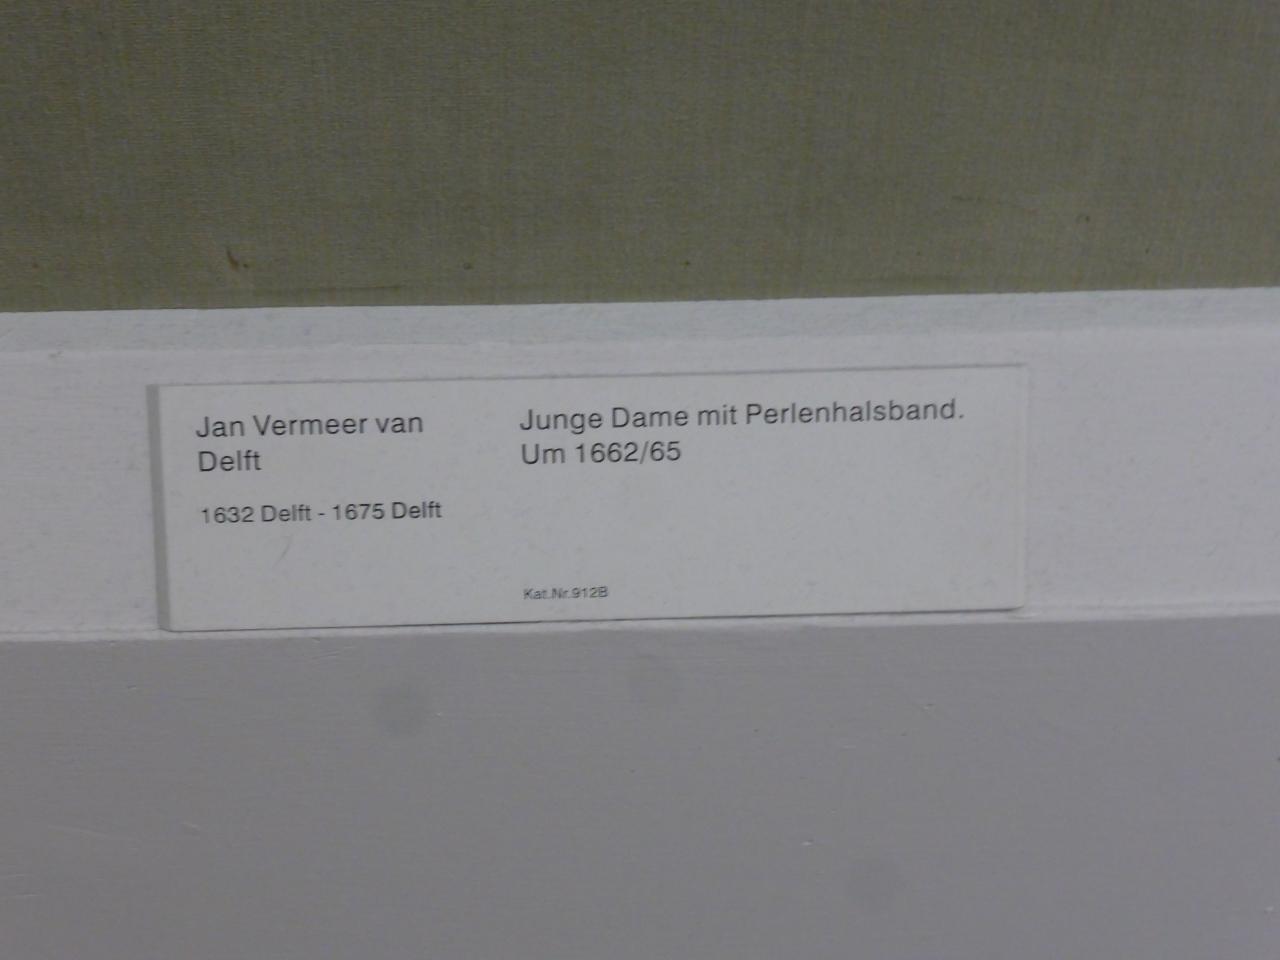 Jan Vermeer van
Delft
1632 Delft - 1675 Delft
Junge Dame mit Perlenhalsband.
Um 1662/65
Kat.Nr.912B